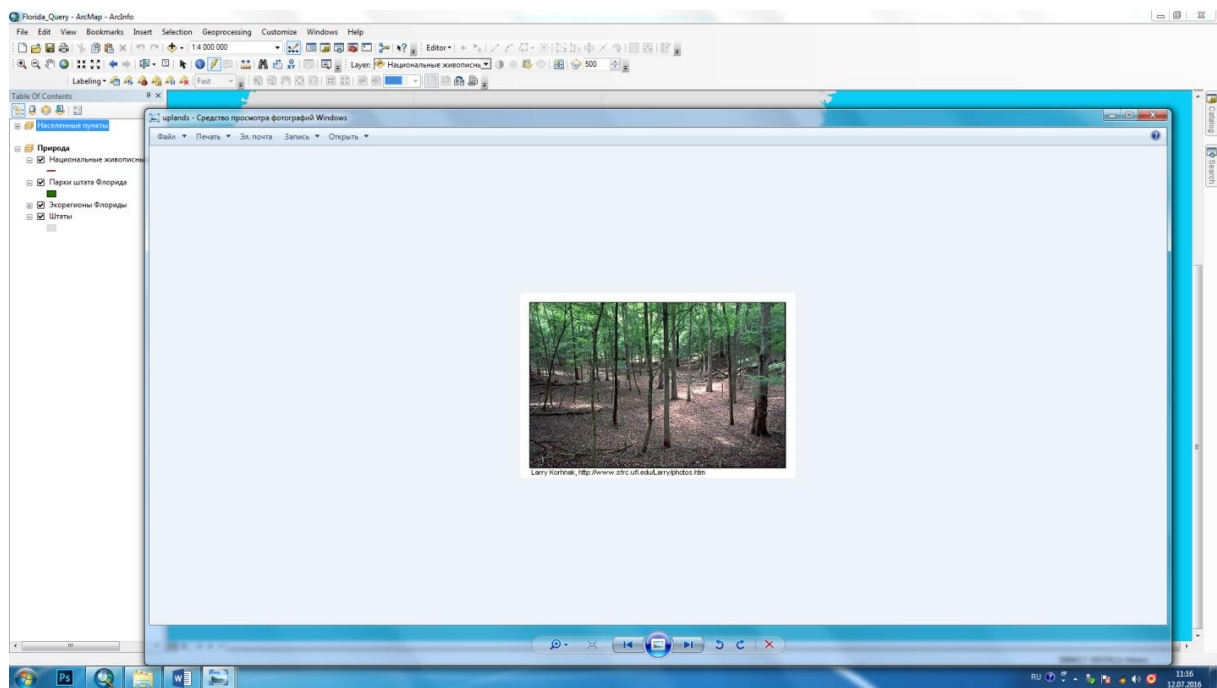 Florida_Query - ArcMap - ArcInfo
File Edit View Bookmarks Insert Selection Geoprocessing Customize Windows Help
1:4 000 000 Editor
Layer: Национальные живописнь 500
Labeling Fast
Table Of Contents
Населенные пункты
Природа
Национальные живописны
Парки штата Флорида
Экорегионы Флориды
Штаты
uplands - Средство просмотра фотографий Windows
Файл Печать Эл. почта Запись Открыть
Larry Korhnak, http://www.sfrc.ufl.edu/Larry/photos.htm
Catalog
Search
Ps W RU 11:16
12.07.2016